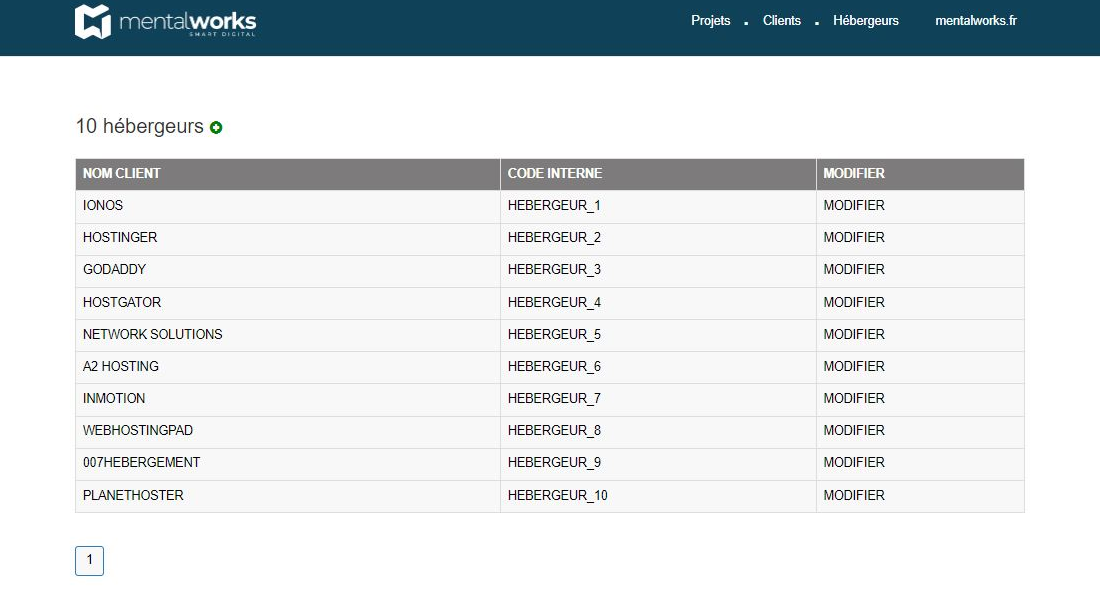 mentalworks
SMART DIGITAL
Projets . Clients . Hébergeurs mentalworks.fr
10 hébergeurs
NOM CLIENT CODE INTERNE MODIFIER
IONOS HEBERGEUR_1 MODIFIER
HOSTINGER HEBERGEUR_2 MODIFIER
GODADDY HEBERGEUR_3 MODIFIER
HOSTGATOR HEBERGEUR_4 MODIFIER
NETWORK SOLUTIONS HEBERGEUR_5 MODIFIER
A2 HOSTING HEBERGEUR_6 MODIFIER
INMOTION HEBERGEUR_7 MODIFIER
WEBHOSTINGPAD HEBERGEUR_8 MODIFIER
007HEBERGEMENT HEBERGEUR_9 MODIFIER
PLANETHOSTER HEBERGEUR_10 MODIFIER
1